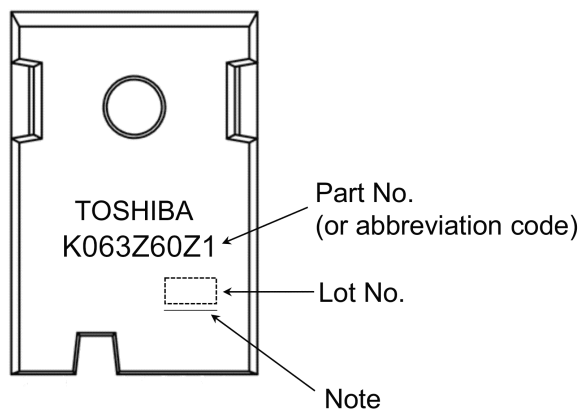 TOSHIBA
K063Z60Z1
Part No.
(or abbreviation code)
Lot No.
Note